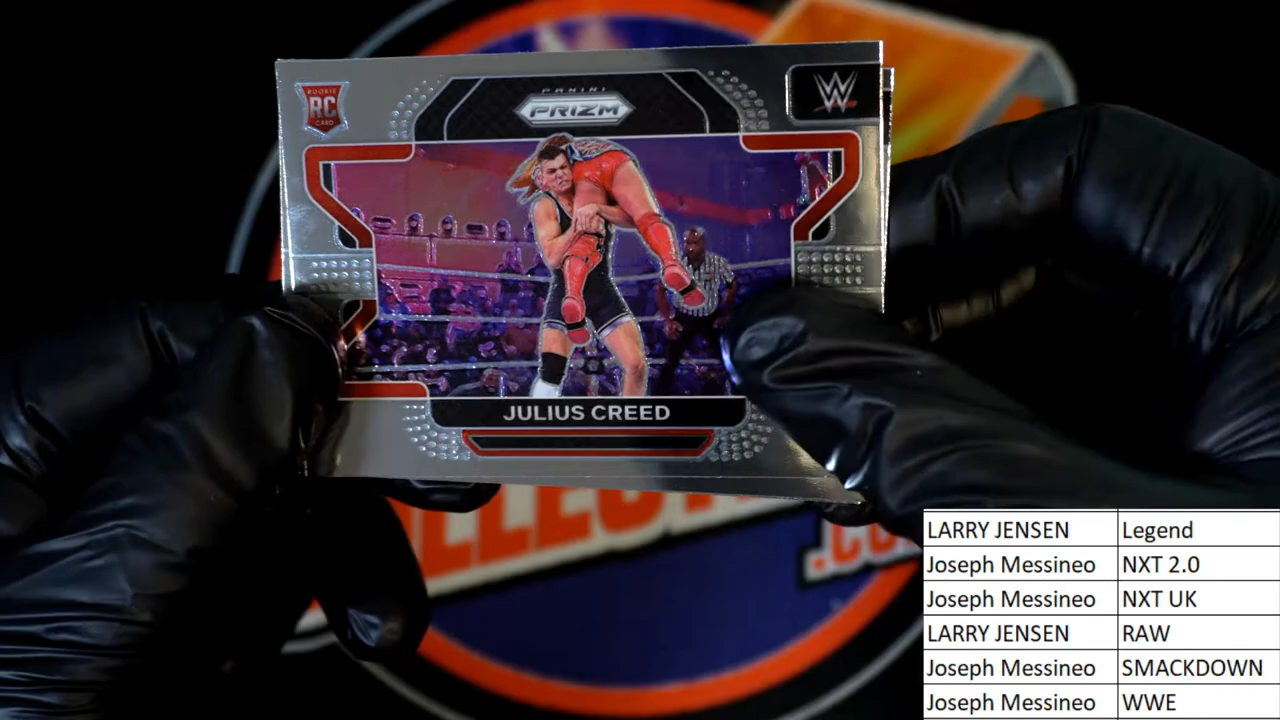 ROOKIE
RC
CARD
PANINI
PRIZM
W
JULIUS CREED
.CO
LARRY JENSEN Legend
Joseph Messineo NXT 2.0
Joseph Messineo NXT UK
LARRY JENSEN RAW
Joseph Messineo SMACKDOWN
Joseph Messineo WWE